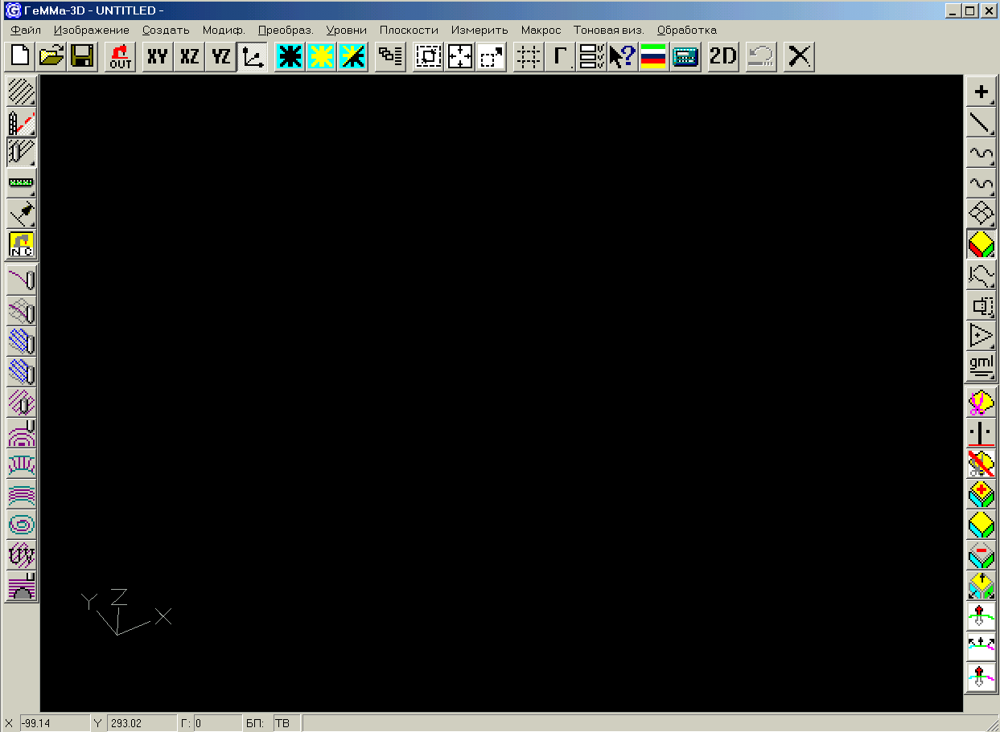 ГеММа-3D - UNTITLED -
Файл Изображение Создать Модиф. Преобраз. Уровни Плоскости Измерить Макрос Тоновая виз. Обработка
OUT XY XZ YZ Г ? 2D
NC
gml
Y Z X
X -99.14 Y 293.02 Г: 0 БП: ТВ